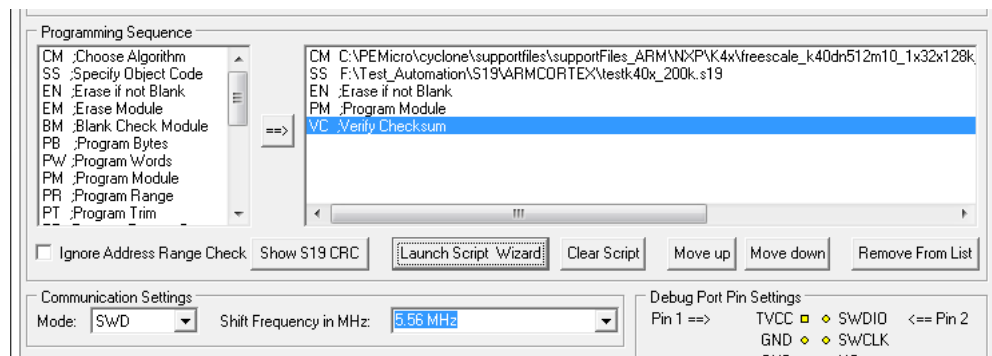 Programming Sequence
CM ;Choose Algorithm
SS ;Specify Object Code
EN ;Erase if not Blank
EM ;Erase Module
BM ;Blank Check Module
PB ;Program Bytes
PW ;Program Words
PM ;Program Module
PR ;Program Range
PT ;Program Trim
==>
CM C:\PEMicro\cyclone\supportfiles\supportFiles_ARM\NXP\K4x\freescale_k40dn512m10_1x32x128k_
SS F:\Test_Automation\S19\ARMCORTEX\testk40x_200k.s19
EN ;Erase if not Blank
PM ;Program Module
VC ;Verify Checksum
Ignore Address Range Check Show S19 CRC Launch Script Wizard Clear Script Move up Move down Remove From List
Communication Settings
Mode: SWD Shift Frequency in MHz: 5.56 MHz
Debug Port Pin Settings
Pin 1 ==> TVCC SWDIO <== Pin 2
GND SWCLK